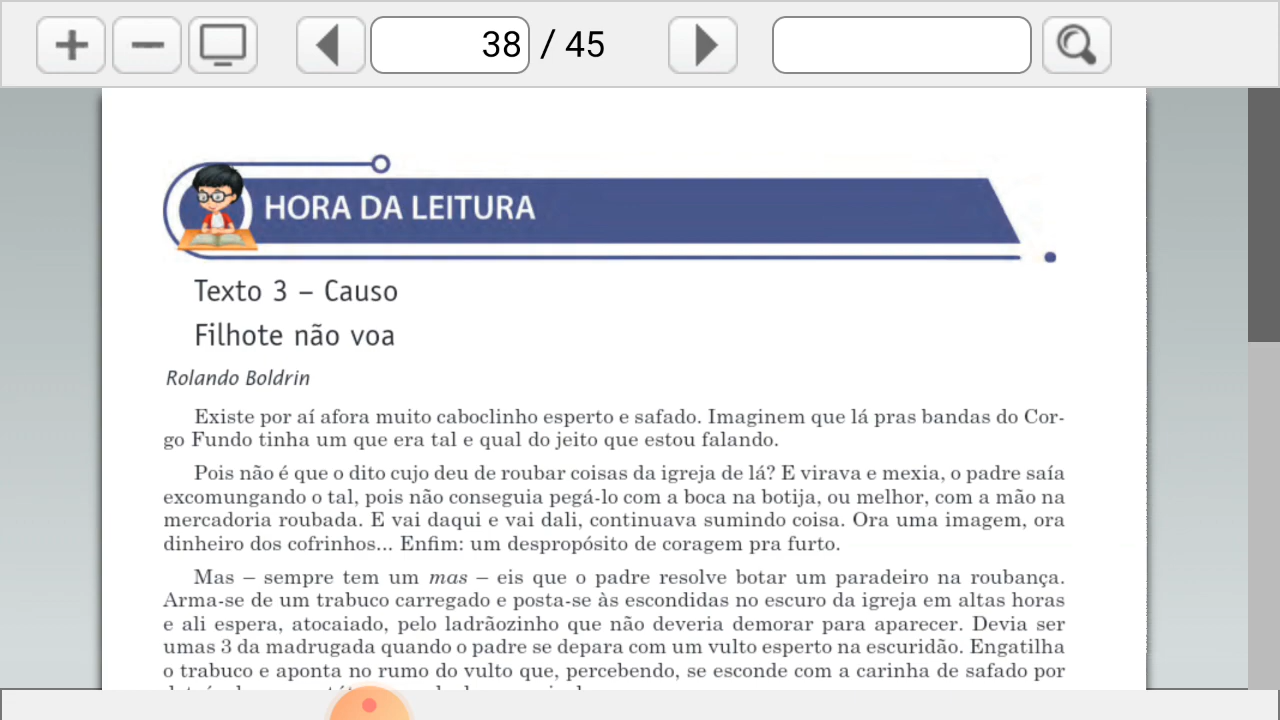 38 / 45
HORA DA LEITURA
Texto 3 – Causo
Filhote não voa
Rolando Boldrin
Existe por aí afora muito caboclinho esperto e safado. Imaginem que lá pras bandas do Cor-
go Fundo tinha um que era tal e qual do jeito que estou falando.
Pois não é que o dito cujo deu de roubar coisas da igreja de lá? E virava e mexia, o padre saía
excomungando o tal, pois não conseguia pegá-lo com a boca na botija, ou melhor, com a mão na
mercadoria roubada. E vai daqui e vai dali, continuava sumindo coisa. Ora uma imagem, ora
dinheiro dos cofrinhos... Enfim: um despropósito de coragem pra furto.
Mas – sempre tem um mas – eis que o padre resolve botar um paradeiro na roubança.
Arma-se de um trabuco carregado e posta-se às escondidas no escuro da igreja em altas horas
e ali espera, atocaiado, pelo ladrãozinho que não deveria demorar para aparecer. Devia ser
umas 3 da madrugada quando o padre se depara com um vulto esperto na escuridão. Engatilha
o trabuco e aponta no rumo do vulto que, percebendo, se esconde com a carinha de safado por